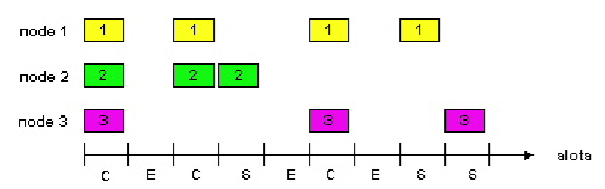 node 1 1 1 1 1
node 2 2 2 2
node 3 3 3 3
slots
C E C S E C E S S